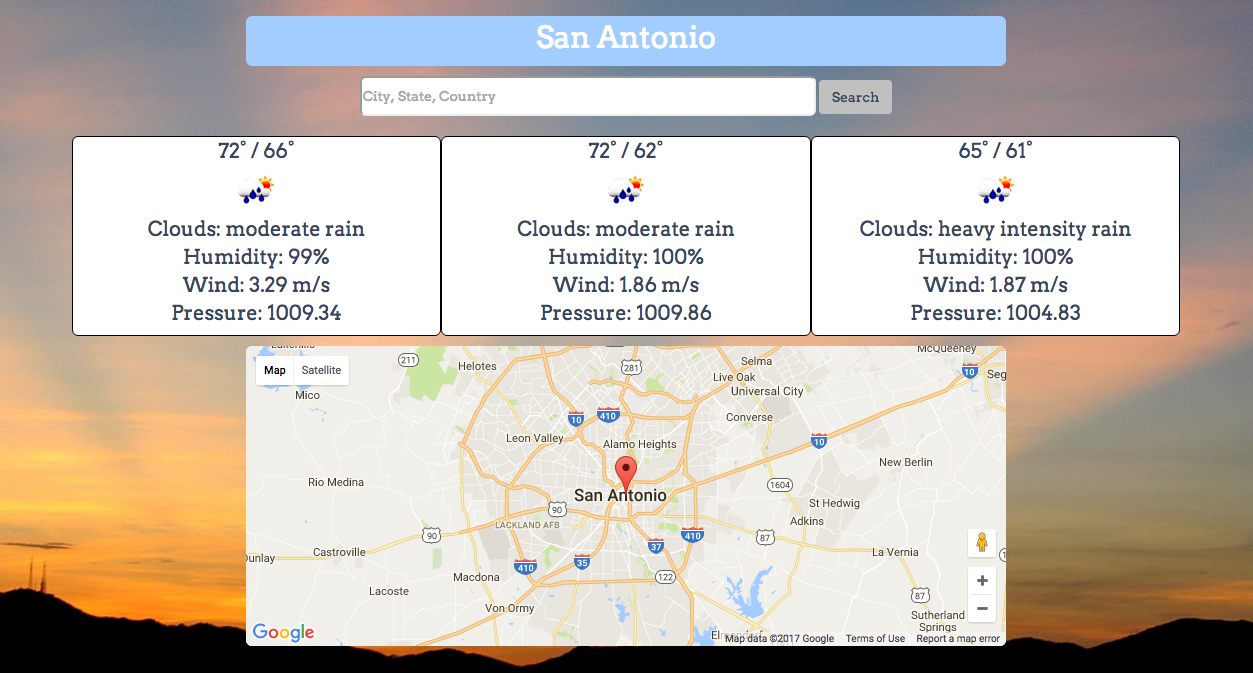 San Antonio
City, State, Country
Search
72° / 66°
Clouds: moderate rain
Humidity: 99%
Wind: 3.29 m/s
Pressure: 1009.34
72° / 62°
Clouds: moderate rain
Humidity: 100%
Wind: 1.86 m/s
Pressure: 1009.86
65° / 61°
Clouds: heavy intensity rain
Humidity: 100%
Wind: 1.87 m/s
Pressure: 1004.83
McQueeney
Map Satellite
211
Helotes
281
Selma
Live Oak
10
Seg
Mico
Universal City
10
410
Converse
Leon Valley
Alamo Heights
10
New Berlin
Rio Medina
1604
San Antonio
St Hedwig
90
LACKLAND AFB
Adkins
90
87
410
37
Castroville
La Vernia
410
35
Macdona
122
+
Lacoste
87
Von Ormy
−
Sutherland
Springs
Google
Map data ©2017 Google
Terms of Use
Report a map error